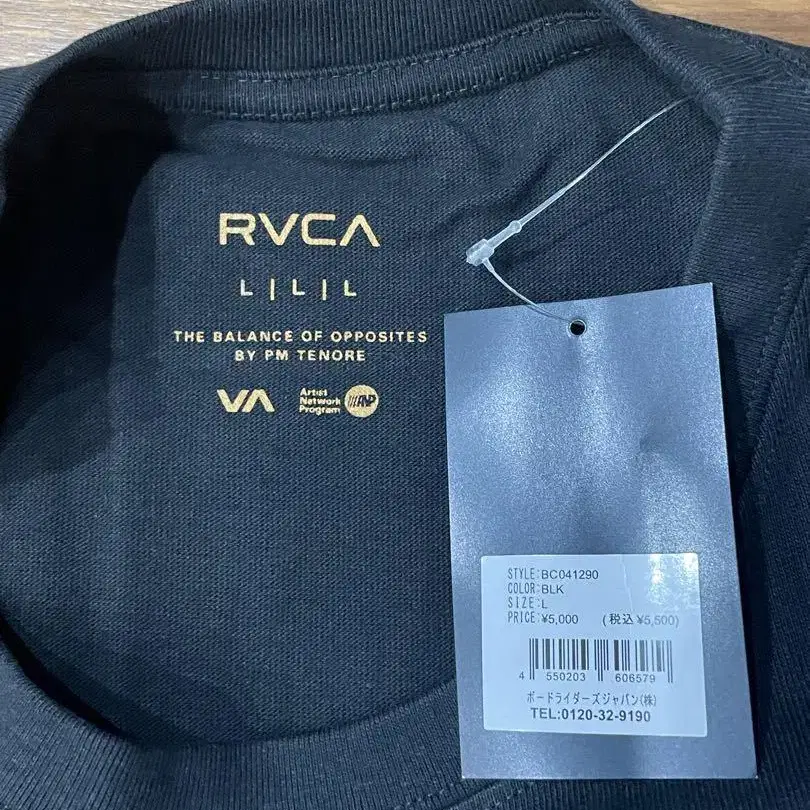 RVCA
L | L | L
THE BALANCE OF OPPOSITES
BY PM TENORE
VA
Artist
Network
Program
ANP
STYLE:BC041290
COLOR:BLK
SIZE:L
PRICE:¥5,000 (税込 ¥5,500)
4 550203 606579
ボードライダーズジャパン(株)
TEL:0120-32-9190